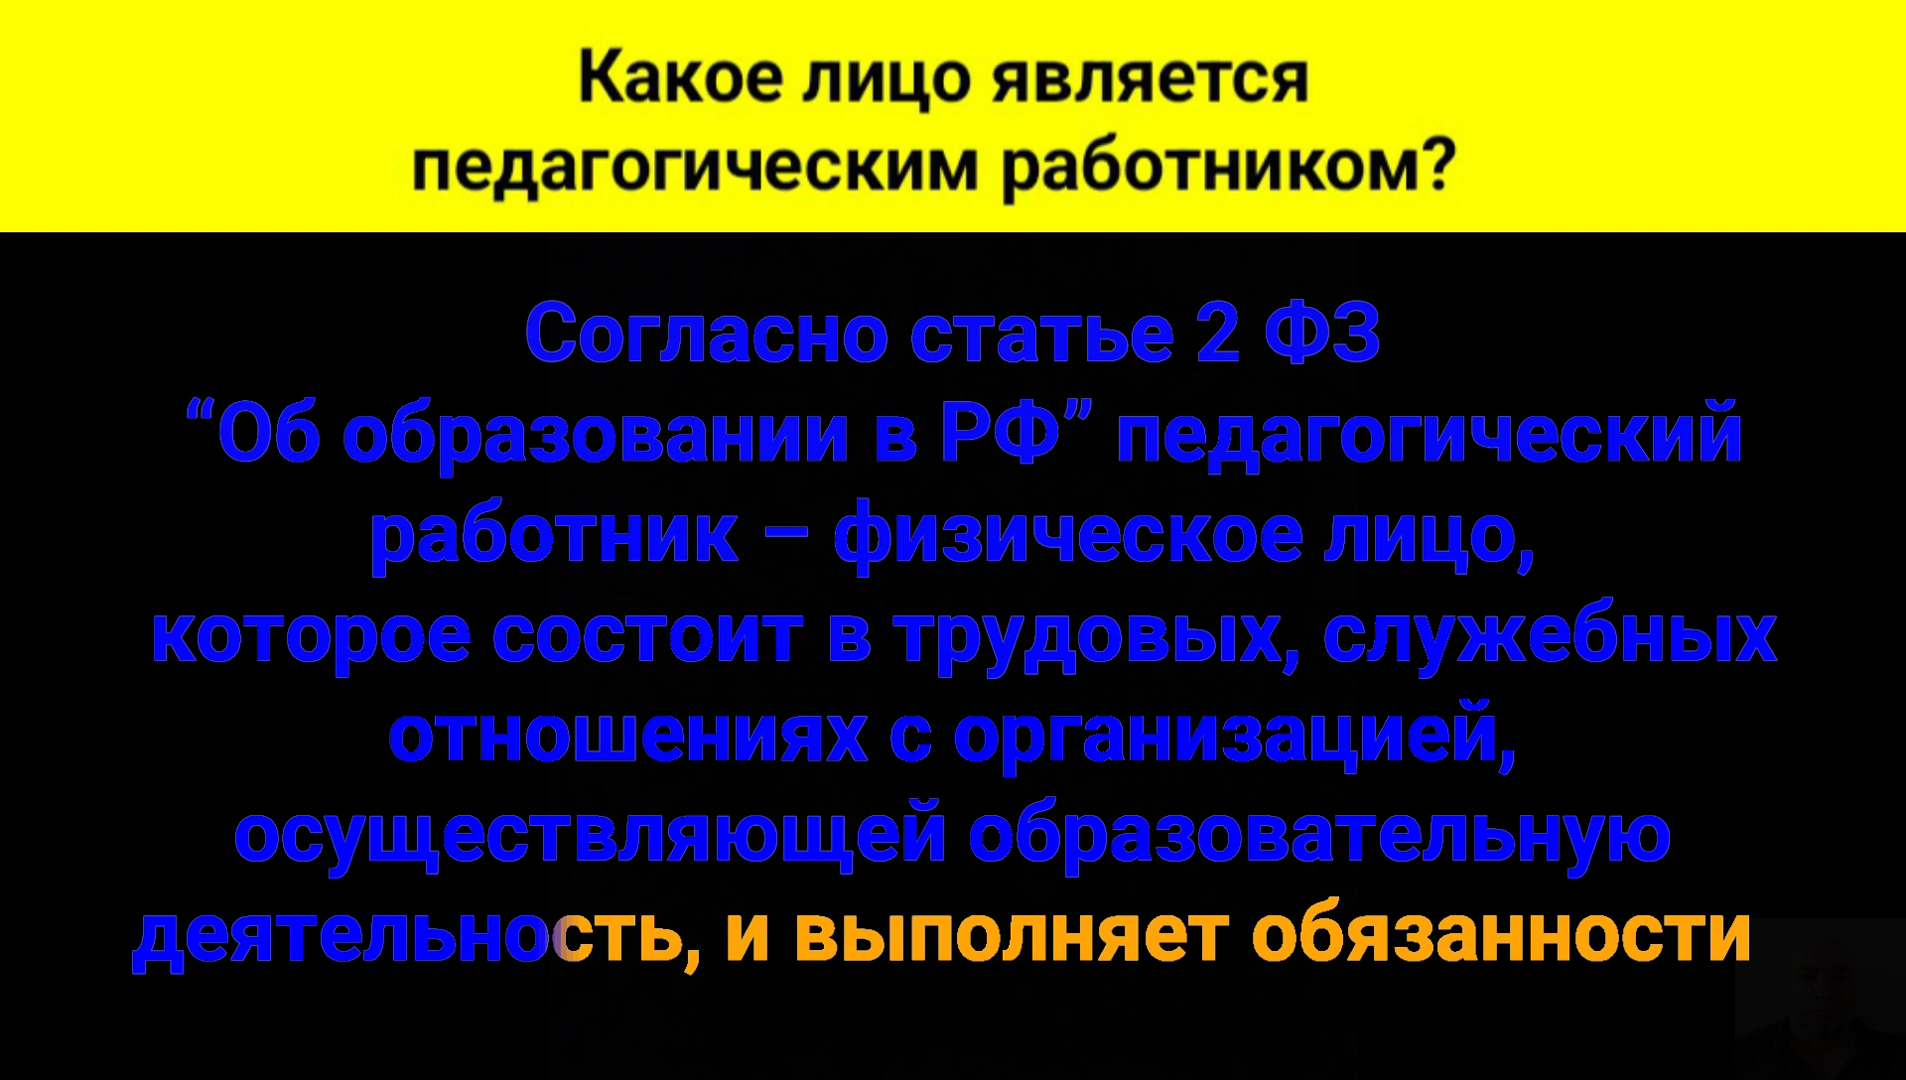 Какое лицо является
педагогическим работником?
Согласно статье 2 ФЗ
“Об образовании в РФ” педагогический
работник – физическое лицо,
которое состоит в трудовых, служебных
отношениях с организацией,
осуществляющей образовательную
деятельность, и выполняет обязанности